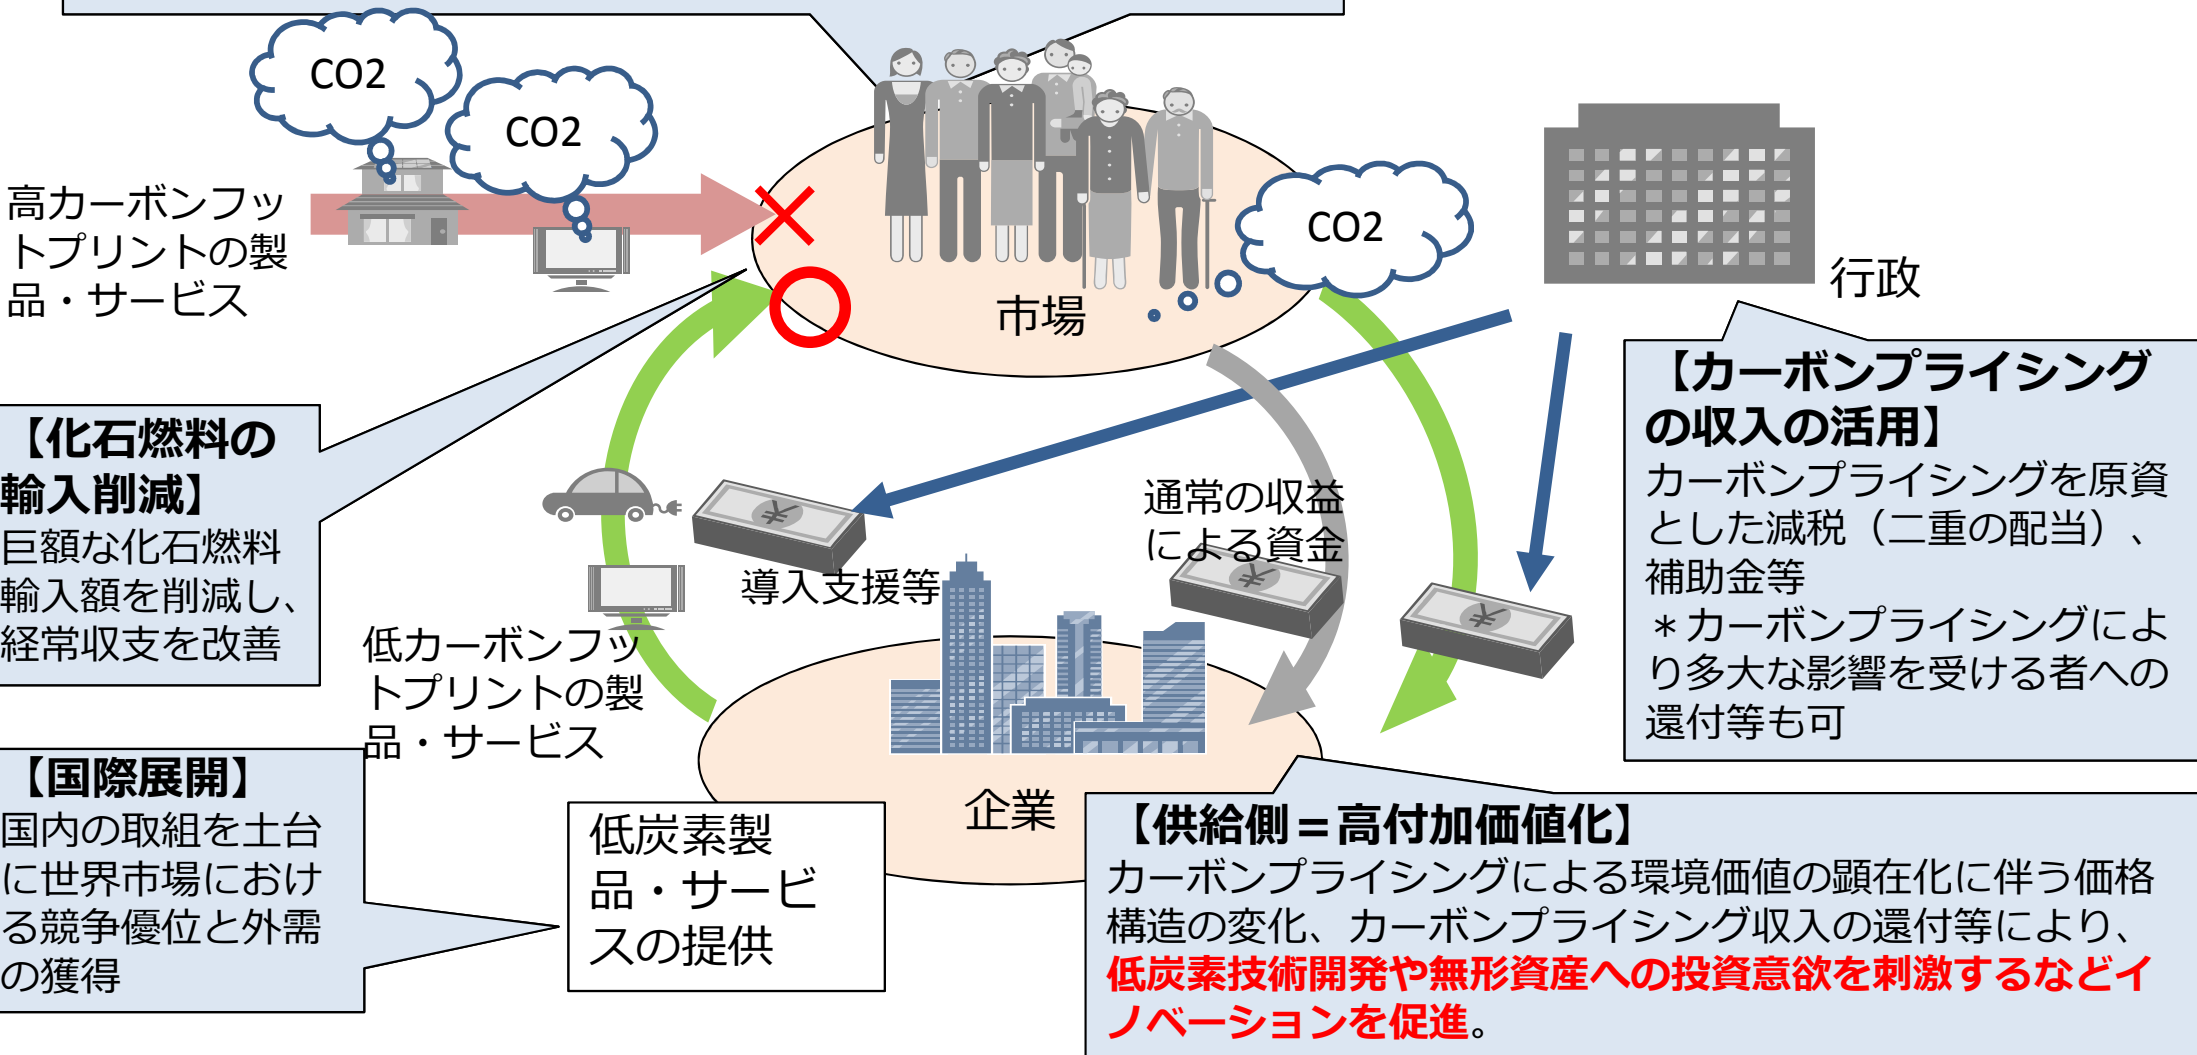 CO2
CO2
高カーボンフッ
トプリントの製
品・サービス
CO2
市場
行政
【カーボンプライシング
の収入の活用】
カーボンプライシングを原資
とした減税（二重の配当）、
補助金等
＊カーボンプライシングによ
り多大な影響を受ける者への
還付等も可
【化石燃料の
輸入削減】
巨額な化石燃料
輸入額を削減し、
経常収支を改善
通常の収益
による資金
導入支援等
低カーボンフッ
トプリントの製
品・サービス
【国際展開】
国内の取組を土台
に世界市場におけ
る競争優位と外需
の獲得
低炭素製
品・サービ
スの提供
企業
【供給側＝高付加価値化】
カーボンプライシングによる環境価値の顕在化に伴う価格
構造の変化、カーボンプライシング収入の還付等により、
低炭素技術開発や無形資産への投資意欲を刺激するなどイ
ノベーションを促進。